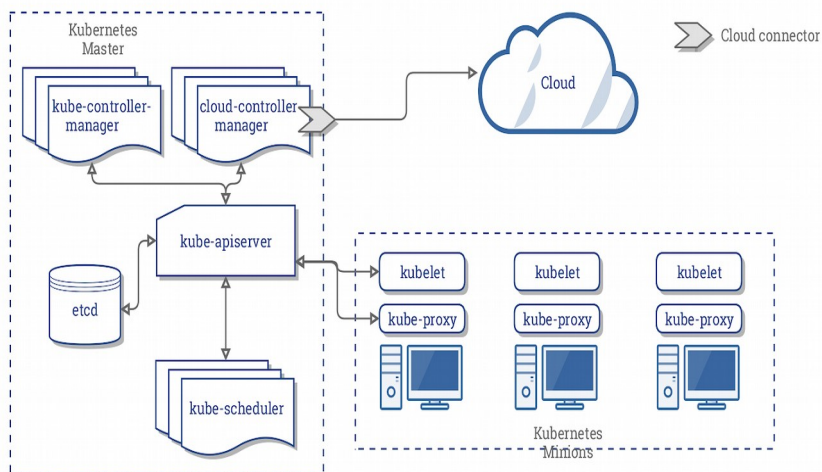 Kubernetes
Master
Cloud connector
Cloud
kube-controller-
manager
cloud-controller
manager
kube-apiserver
etcd
kube-scheduler
kubelet
kubelet
kubelet
kube-proxy
kube-proxy
kube-proxy
Kubernetes
Minions